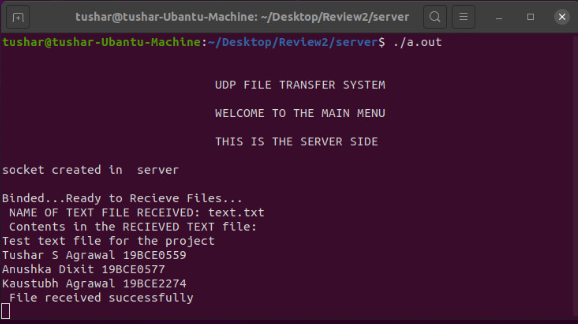 tushar@tushar-Ubantu-Machine: ~/Desktop/Review2/server
tushar@tushar-Ubantu-Machine:~/Desktop/Review2/server$ ./a.out
UDP FILE TRANSFER SYSTEM
WELCOME TO THE MAIN MENU
THIS IS THE SERVER SIDE
socket created in  server
Binded...Ready to Recieve Files...
NAME OF TEXT FILE RECEIVED: text.txt
Contents in the RECIEVED TEXT file:
Test text file for the project
Tushar S Agrawal 19BCE0559
Anushka Dixit 19BCE0577
Kaustubh Agrawal 19BCE2274
File received successfully